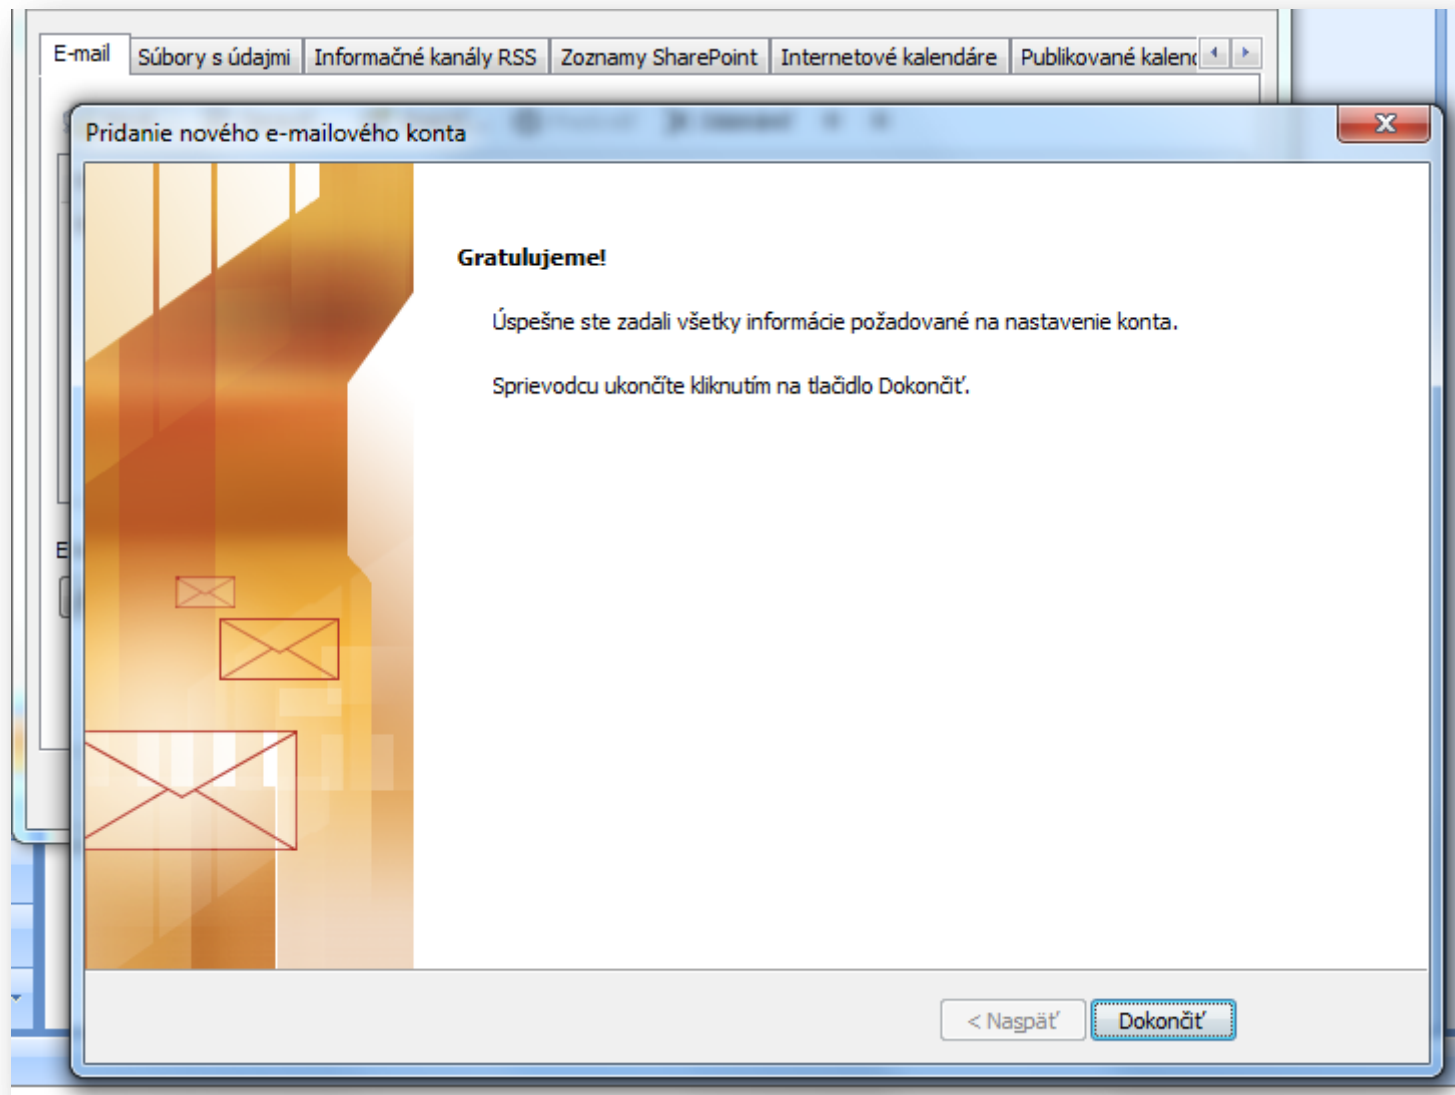 E-mail Súbory s údajmi Informačné kanály RSS Zoznamy SharePoint Internetové kalendáre Publikované kalend
Pridanie nového e-mailového konta
Gratulujeme!
Úspešne ste zadali všetky informácie požadované na nastavenie konta.
Sprievodcu ukončíte kliknutím na tlačidlo Dokončiť.
< Naspäť Dokončiť